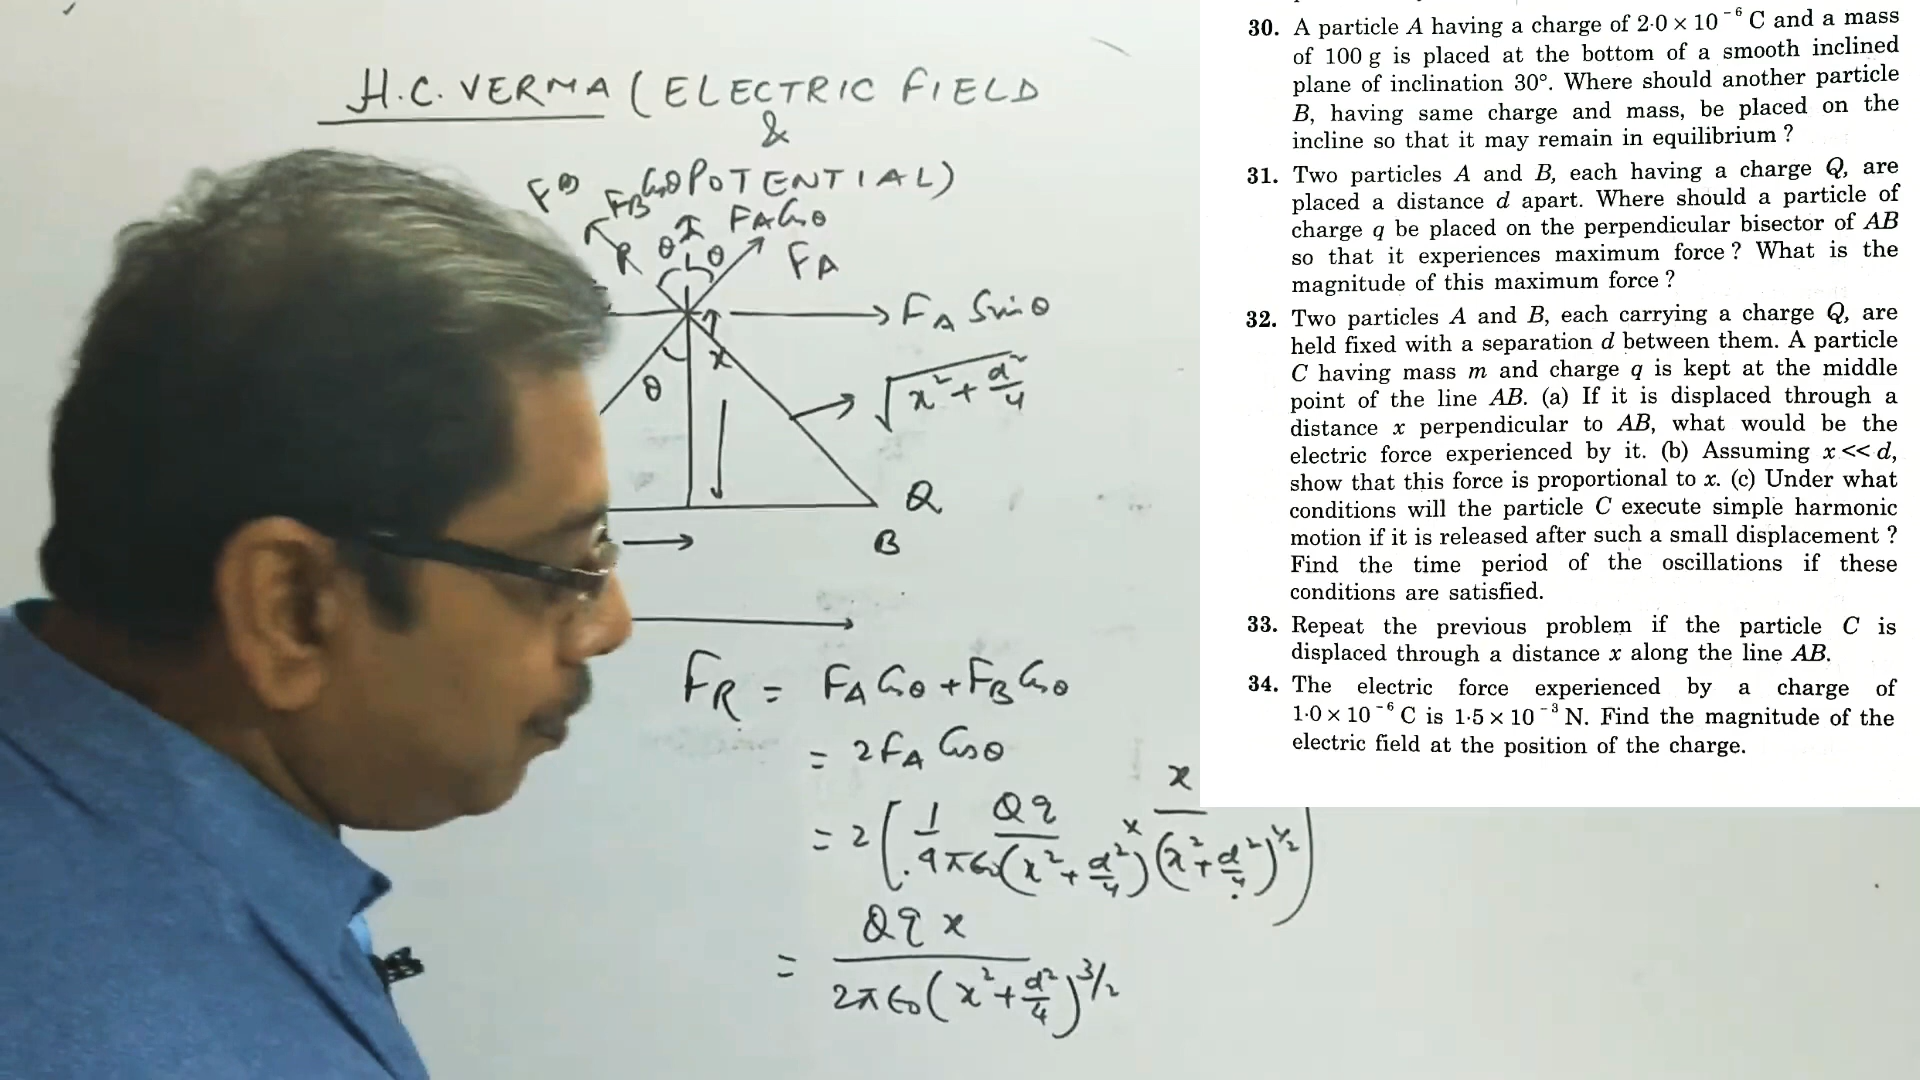 H.C. VERMA (ELECTRIC FIELD
&
POTENTIAL)
F_B Cosθ
F_A Cosθ
R
θ θ
F_A
F_A Sinθ
x
θ
√(x² + d²/4)
Q
B
F_R = F_A Cosθ + F_B Cosθ
= 2F_A Cosθ
= 2(1/4πϵ₀ Qq/(x² + d²/4) × x/(x² + d²/4)^½)
= Qq x / 2πϵ₀(x² + d²/4)^3/2
30. A particle A having a charge of 2·0 × 10⁻⁶ C and a mass
of 100 g is placed at the bottom of a smooth inclined
plane of inclination 30°. Where should another particle
B, having same charge and mass, be placed on the
incline so that it may remain in equilibrium ?
31. Two particles A and B, each having a charge Q, are
placed a distance d apart. Where should a particle of
charge q be placed on the perpendicular bisector of AB
so that it experiences maximum force ? What is the
magnitude of this maximum force ?
32. Two particles A and B, each carrying a charge Q, are
held fixed with a separation d between them. A particle
C having mass m and charge q is kept at the middle
point of the line AB. (a) If it is displaced through a
distance x perpendicular to AB, what would be the
electric force experienced by it. (b) Assuming x << d,
show that this force is proportional to x. (c) Under what
conditions will the particle C execute simple harmonic
motion if it is released after such a small displacement ?
Find the time period of the oscillations if these
conditions are satisfied.
33. Repeat the previous problem if the particle C is
displaced through a distance x along the line AB.
34. The electric force experienced by a charge of
1·0 × 10⁻⁶ C is 1·5 × 10⁻³ N. Find the magnitude of the
electric field at the position of the charge.